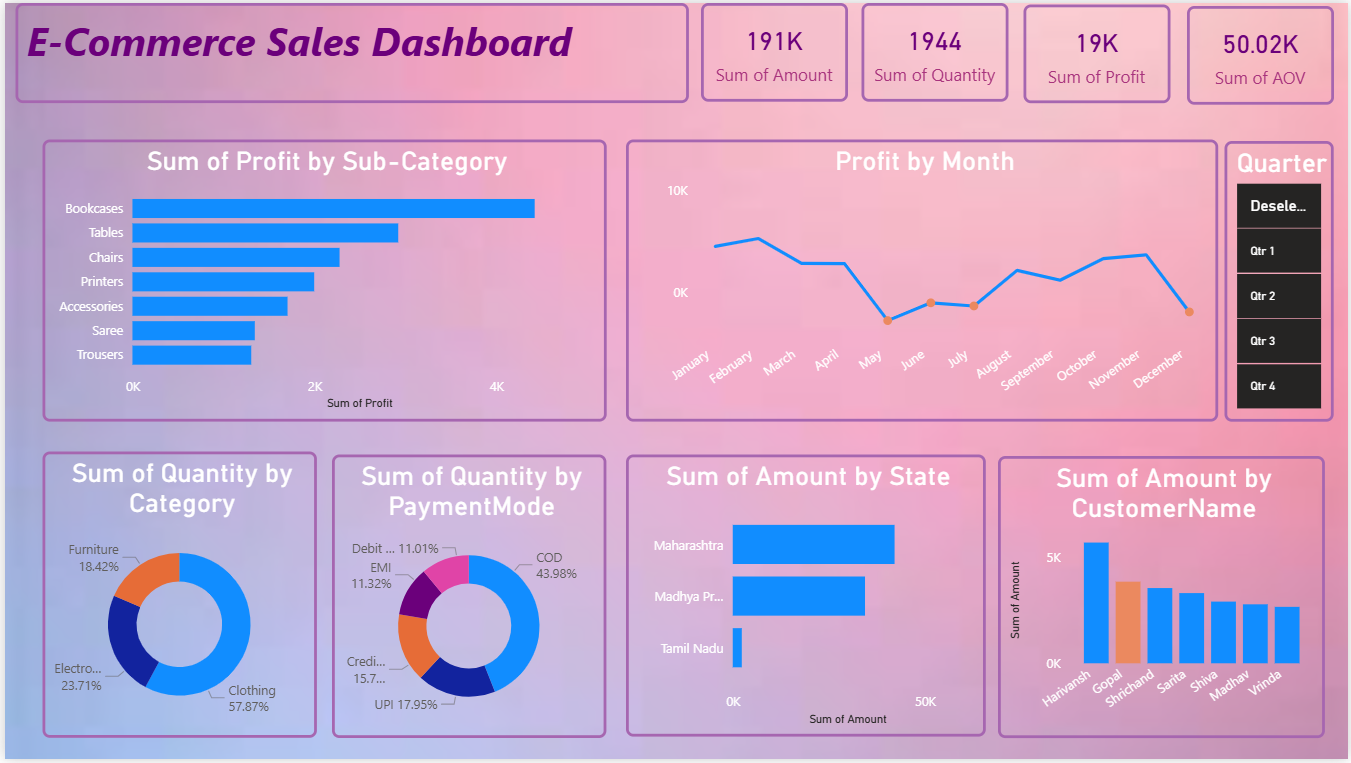 E-Commerce Sales Dashboard
191K
Sum of Amount
1944
Sum of Quantity
19K
Sum of Profit
50.02K
Sum of AOV
Sum of Profit by Sub-Category
Bookcases
Tables
Chairs
Printers
Accessories
Saree
Trousers
0K 2K 4K
Sum of Profit
Profit by Month
10K
0K
January February March April May June July August September October November December
Quarter
Desele...
Qtr 1
Qtr 2
Qtr 3
Qtr 4
Sum of Quantity by
Category
Furniture
18.42%
Electro...
23.71%
Clothing
57.87%
Sum of Quantity by
PaymentMode
Debit ... 11.01%
EMI
11.32%
COD
43.98%
Credi...
15.7...
UPI 17.95%
Sum of Amount by State
Maharashtra
Madhya Pr...
Tamil Nadu
0K 50K
Sum of Amount
Sum of Amount by
CustomerName
Sum of Amount
5K
0K
Harivansh Gopal Shrichand Sarita Shiva Madhav Vrinda